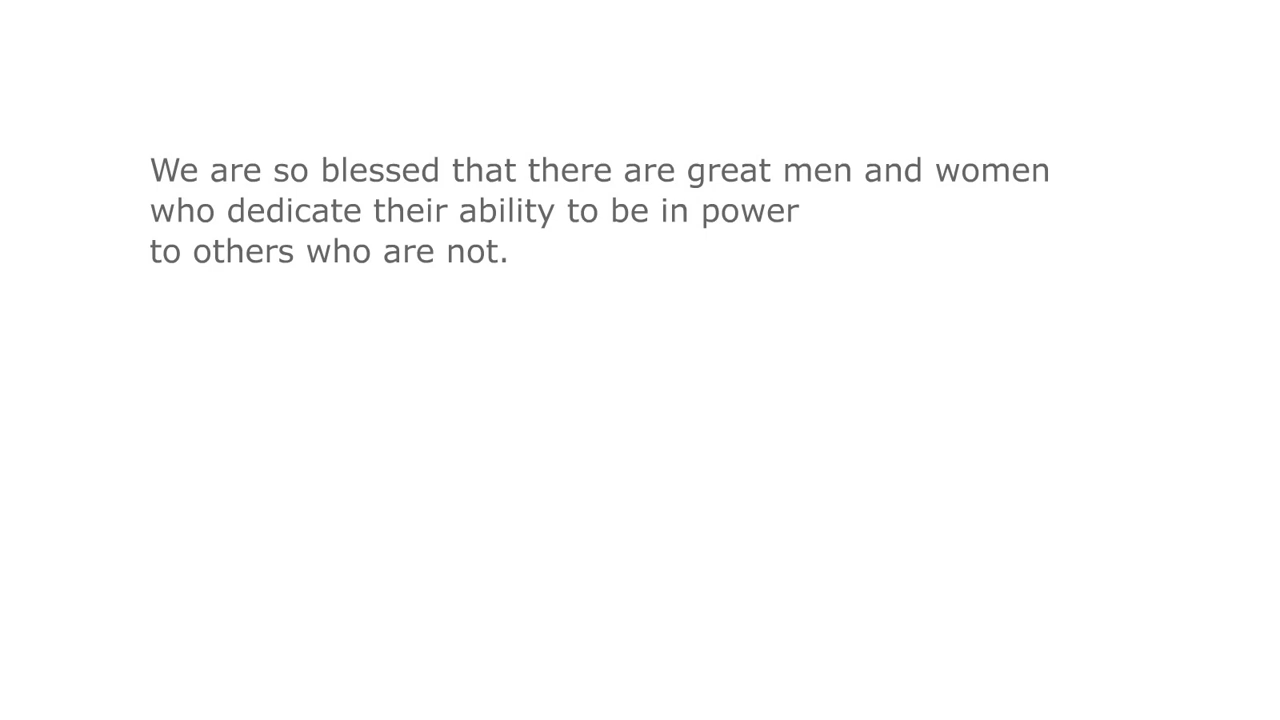 We are so blessed that there are great men and women
who dedicate their ability to be in power
to others who are not.